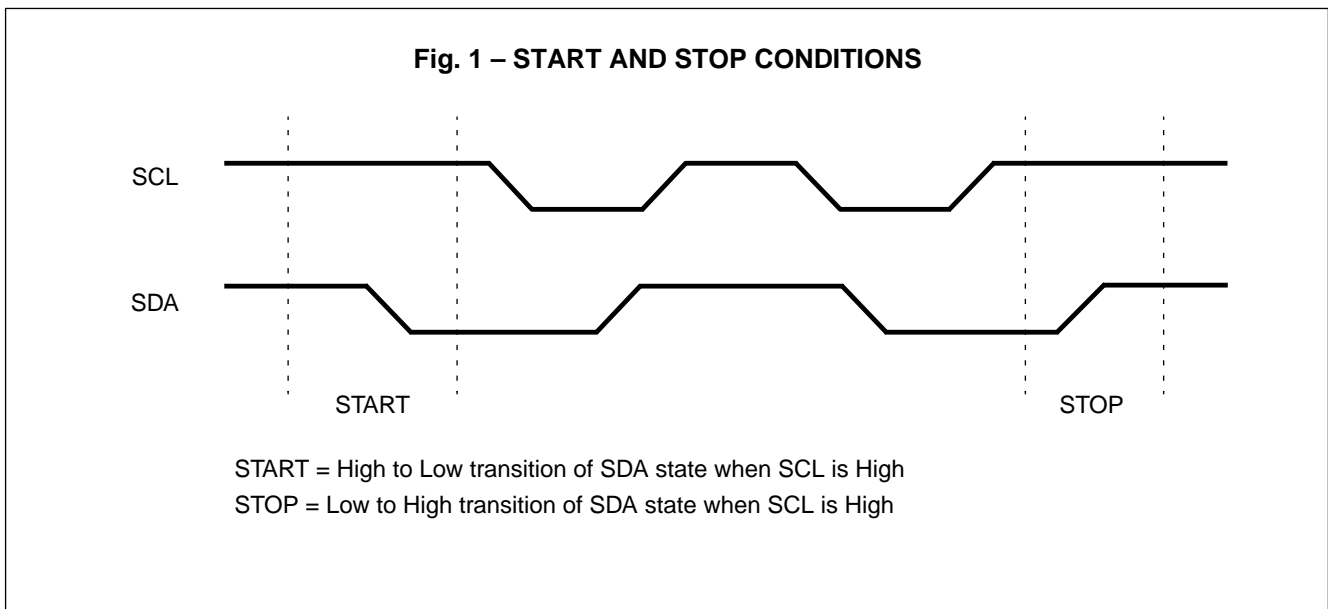 Fig. 1 – START AND STOP CONDITIONS
SCL
SDA
START
STOP
START = High to Low transition of SDA state when SCL is High
STOP = Low to High transition of SDA state when SCL is High